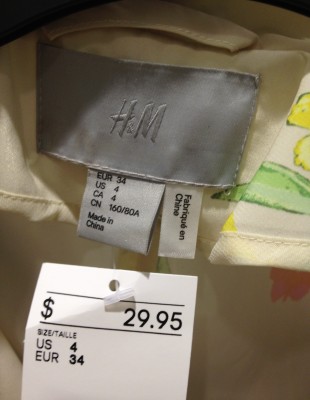 H&M
EUR 34
US 4
CA 4
CN 160/80A
Made in
China
Fabriqué en
Chine
$ 29.95
SIZE/TAILLE
US 4
EUR 34